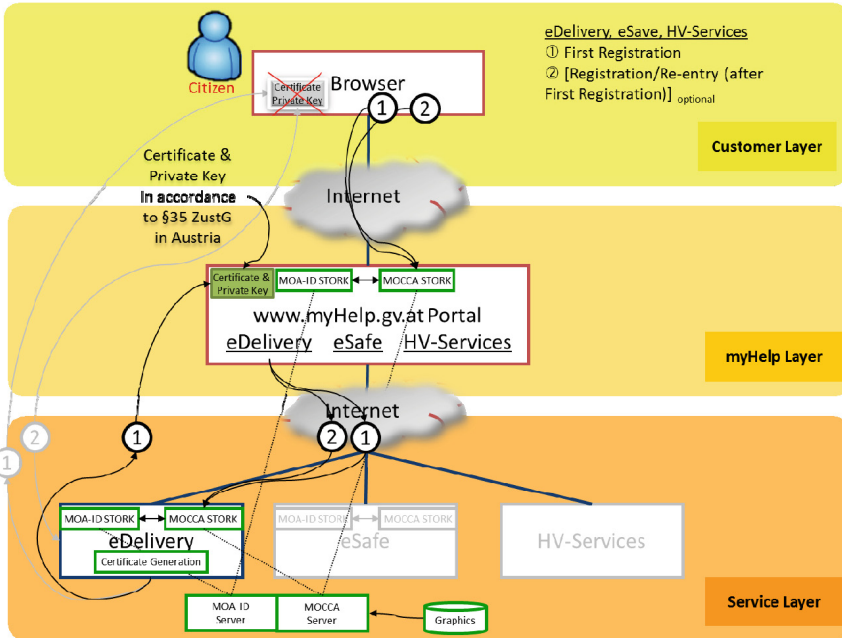 eDelivery, eSave, HV-Services
① First Registration
② [Registration/Re-entry (after
First Registration)] optional
Citizen
Browser
Certificate
Private Key
1
2
Customer Layer
Certificate &
Private Key
In accordance
to §35 ZustG
in Austria
Internet
Certificate &
Private Key
MOA-ID STORK
MOCCA STORK
www.myHelp.gv.at Portal
eDelivery eSafe HV-Services
myHelp Layer
Internet
2
1
2
1
1
MOA-ID STORK
MOCCA STORK
eDelivery
Certificate Generation
MOA-ID STORK
MOCCA STORK
eSafe
HV-Services
MOA ID
Server
MOCCA
Server
Graphics
Service Layer